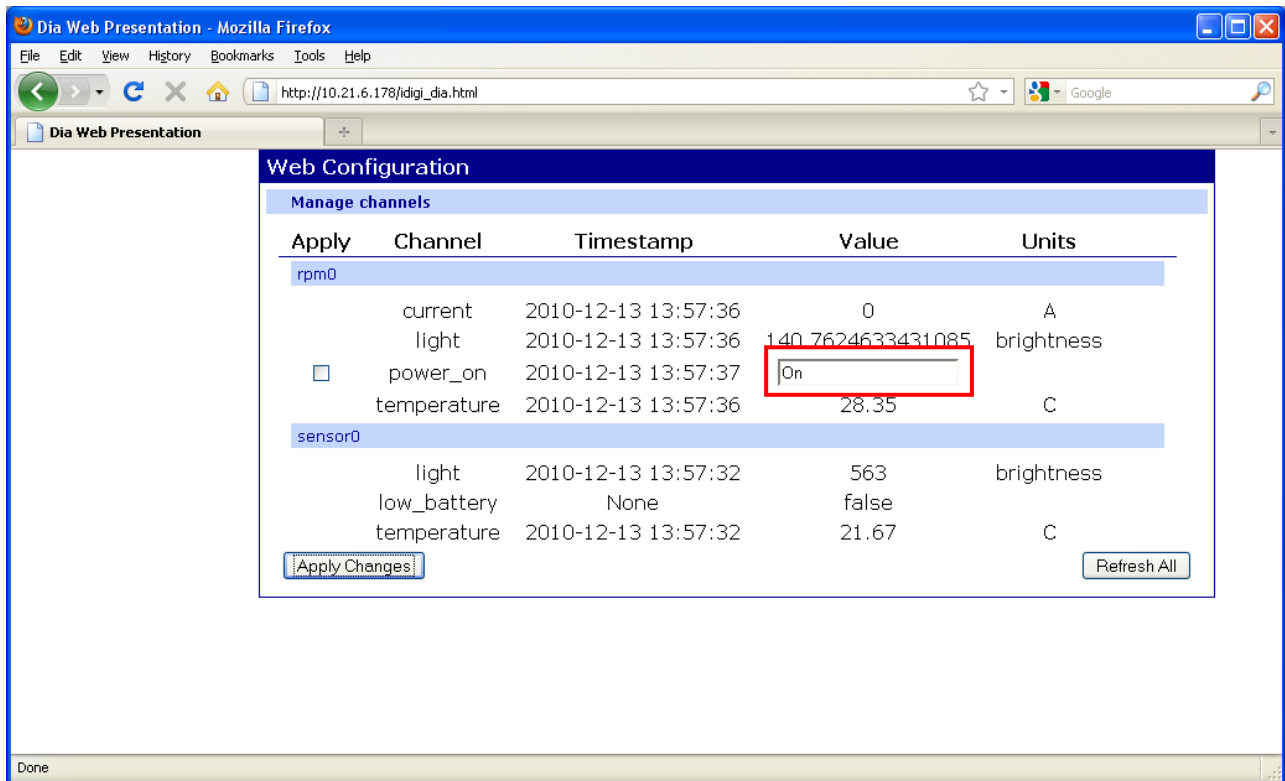 Dia Web Presentation - Mozilla Firefox
File Edit View History Bookmarks Tools Help
http://10.21.6.178/idigi_dia.html Google
Dia Web Presentation
Web Configuration
Manage channels
Apply Channel Timestamp Value Units
rpm0
current 2010-12-13 13:57:36 0 A
light 2010-12-13 13:57:36 140.7624633431085 brightness
power_on 2010-12-13 13:57:37 On
temperature 2010-12-13 13:57:36 28.35 C
sensor0
light 2010-12-13 13:57:32 563 brightness
low_battery None false
temperature 2010-12-13 13:57:32 21.67 C
Apply Changes Refresh All
Done